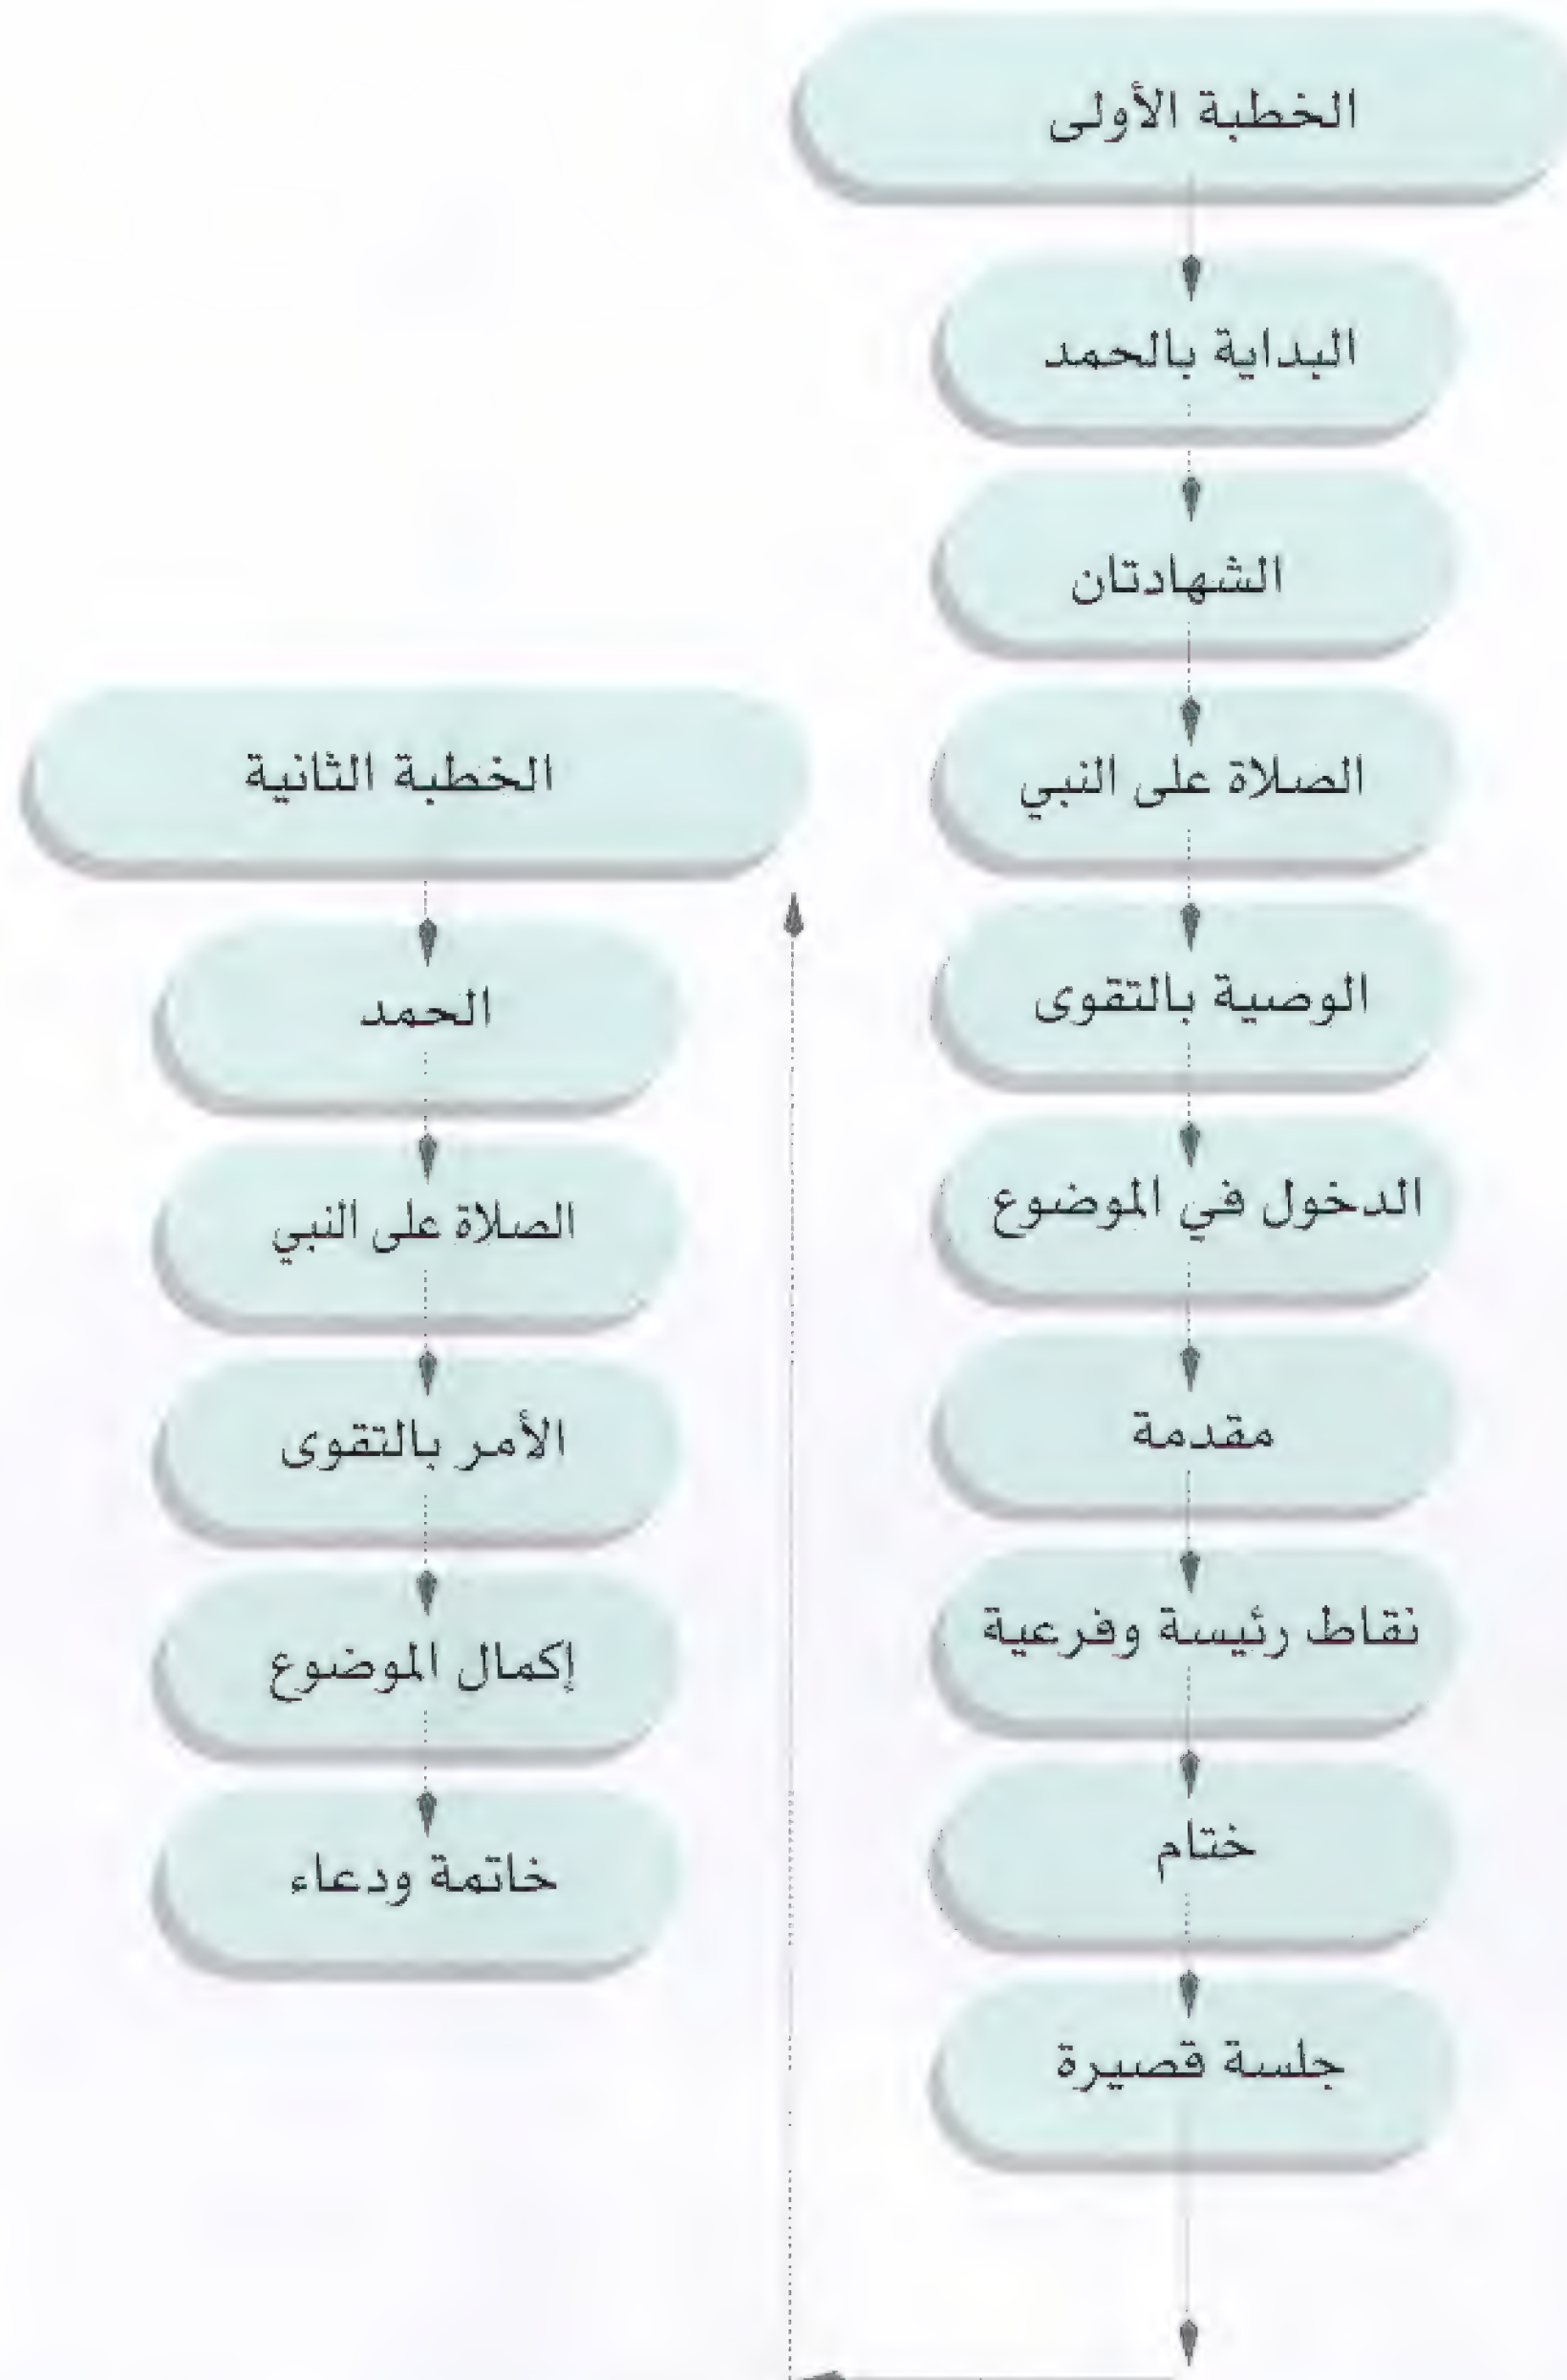 الخطبة الأولى
البداية بالحمد
الشهادتان
الصلاة على النبي
الوصية بالتقوى
الدخول في الموضوع
مقدمة
نقاط رئيسة وفرعية
ختام
جلسة قصيرة
الخطبة الثانية
الحمد
الصلاة على النبي
الأمر بالتقوى
إكمال الموضوع
خاتمة ودعاء